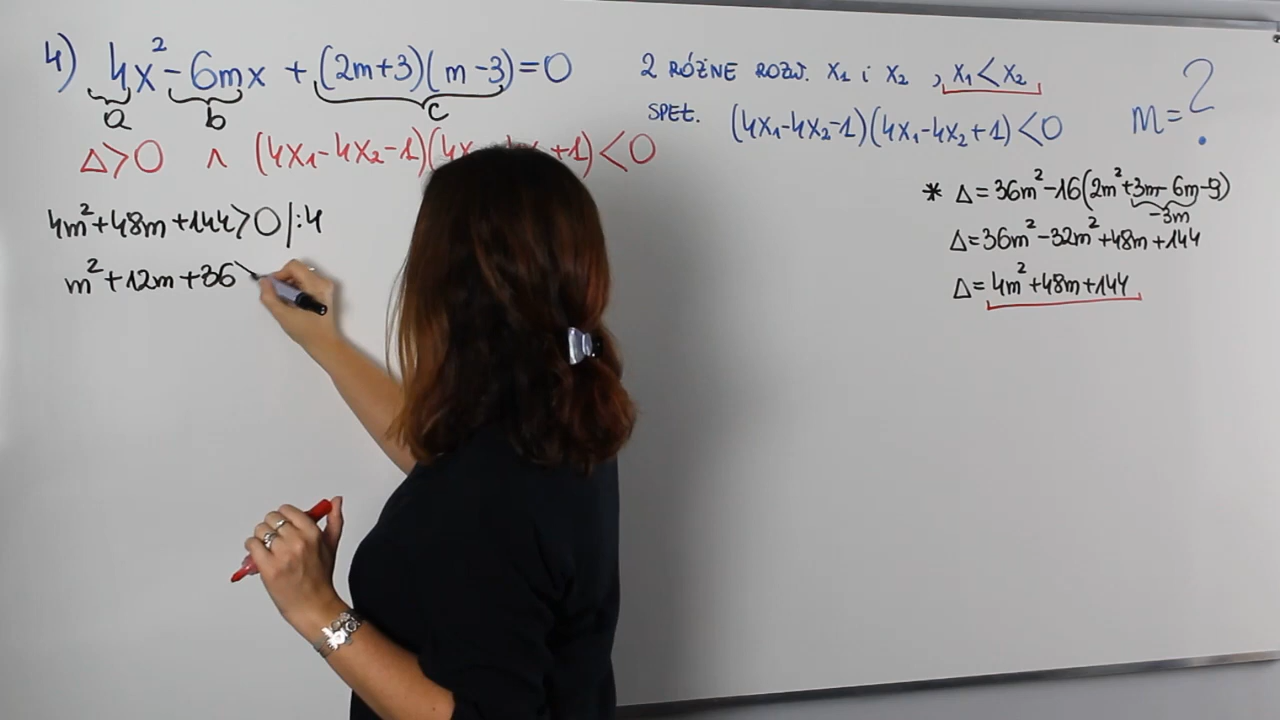 4) 4x² - 6mx + (2m+3)(m-3) = 0
a b c
Δ>0 ∧ (4x₁-4x₂-1)(4x₁-4x₂+1)<0
4m²+48m+144>0 |:4
m²+12m+36
2 RÓŻNE ROZW. x₁ i x₂ , x₁<x₂
SPEŁ. (4x₁-4x₂-1)(4x₁-4x₂+1)<0
m=?
* Δ=36m²-16(2m²+3m-6m-9)
-3m
Δ=36m²-32m²+48m+144
Δ=4m²+48m+144